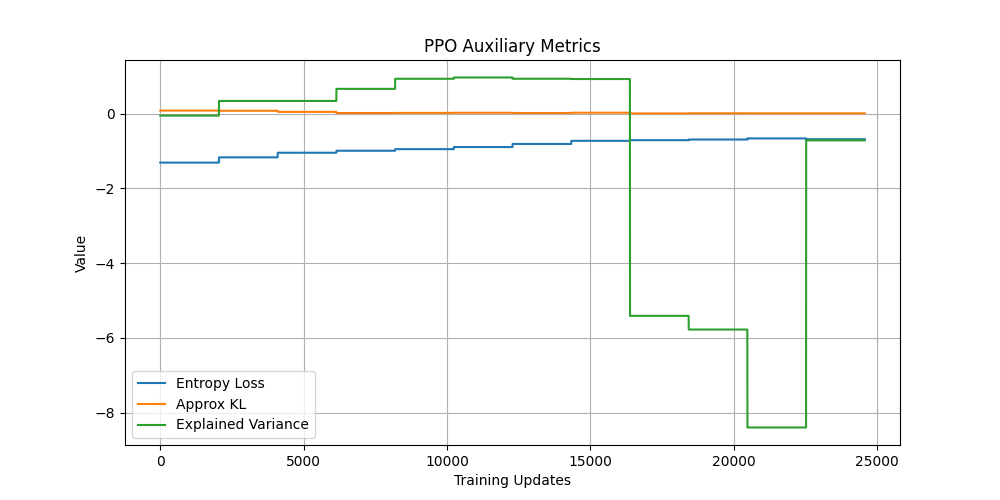 PPO Auxiliary Metrics
Value
0
−2
−4
−6
−8
Entropy Loss
Approx KL
Explained Variance
0 5000 10000 15000 20000 25000
Training Updates